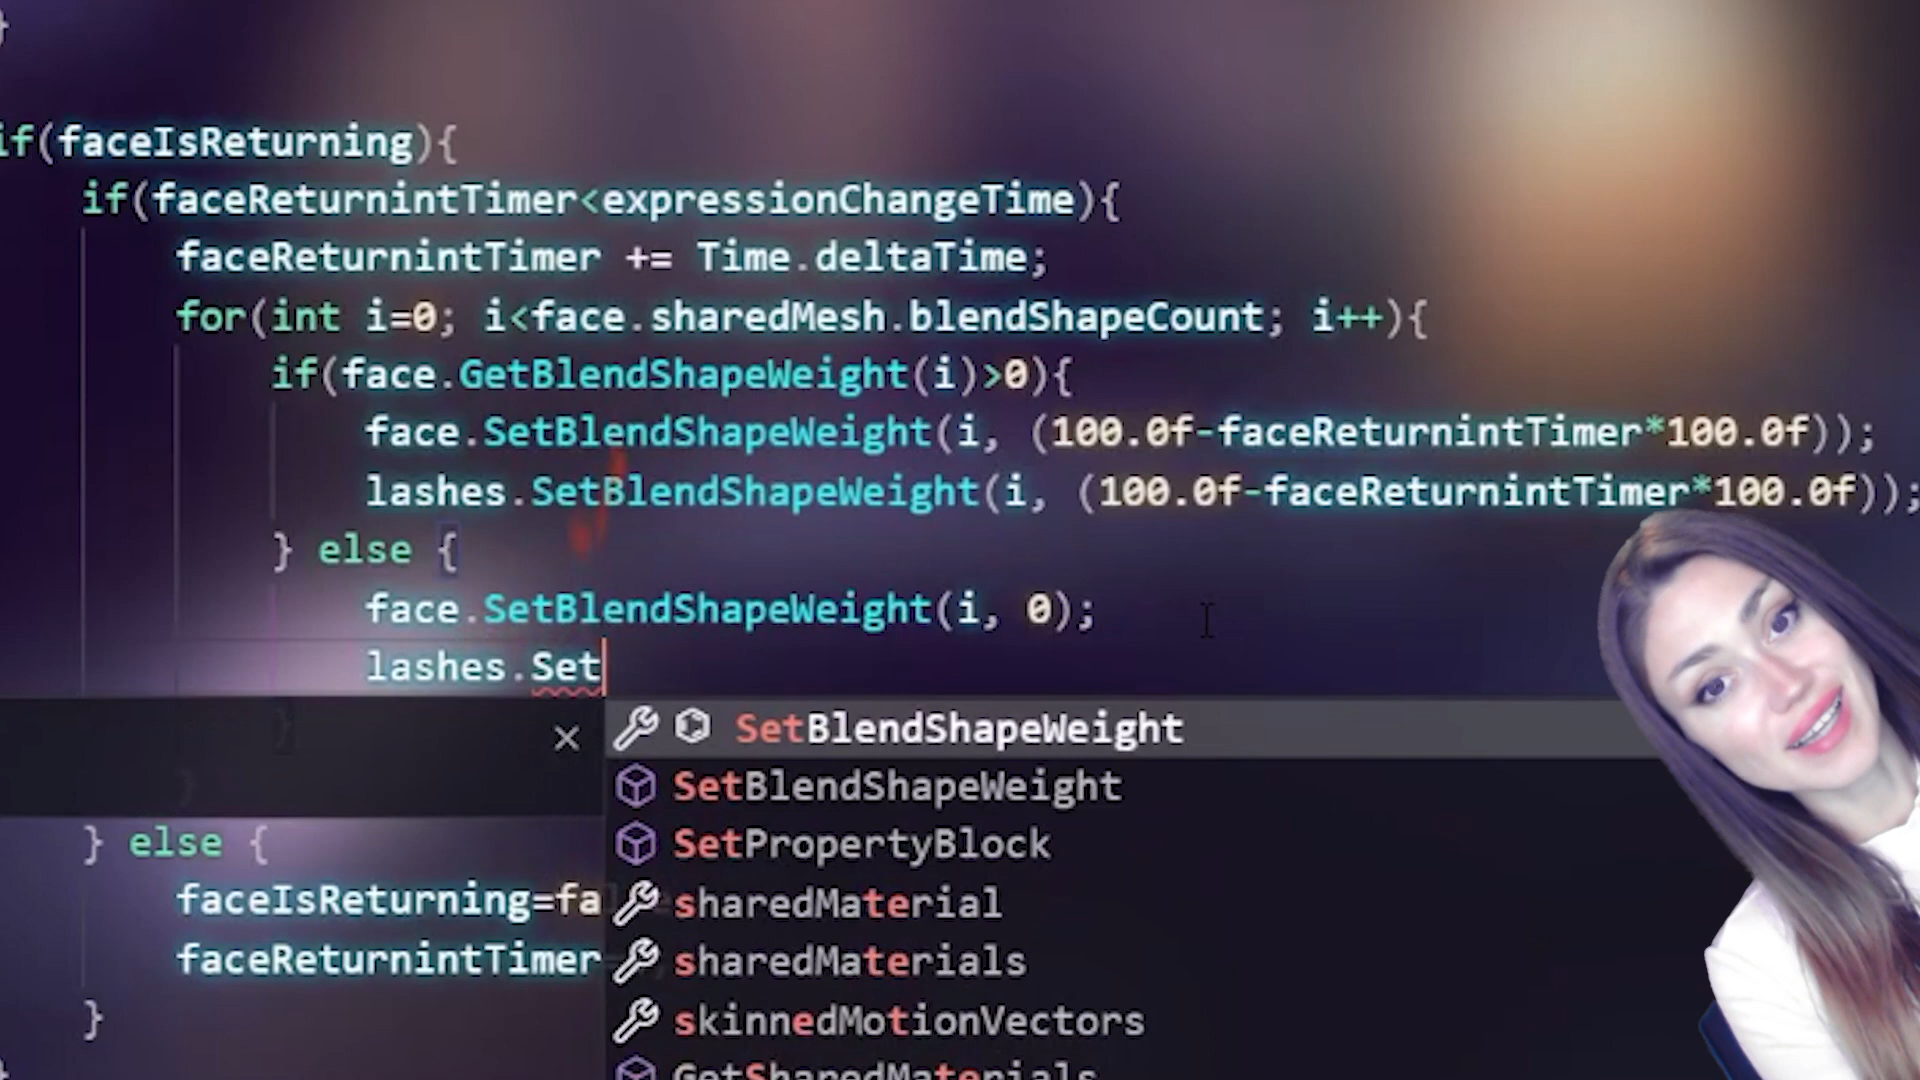 }
if(faceIsReturning){
if(faceReturnintTimer<expressionChangeTime){
faceReturnintTimer += Time.deltaTime;
for(int i=0; i<face.sharedMesh.blendShapeCount; i++){
if(face.GetBlendShapeWeight(i)>0){
face.SetBlendShapeWeight(i, (100.0f-faceReturnintTimer*100.0f));
lashes.SetBlendShapeWeight(i, (100.0f-faceReturnintTimer*100.0f));
} else {
face.SetBlendShapeWeight(i, 0);
lashes.Set
SetBlendShapeWeight
}
SetBlendShapeWeight
}
SetPropertyBlock
} else {
sharedMaterial
faceIsReturning=fa
sharedMaterials
faceReturnintTimer
skinnedMotionVectors
}
GetSharedMaterials